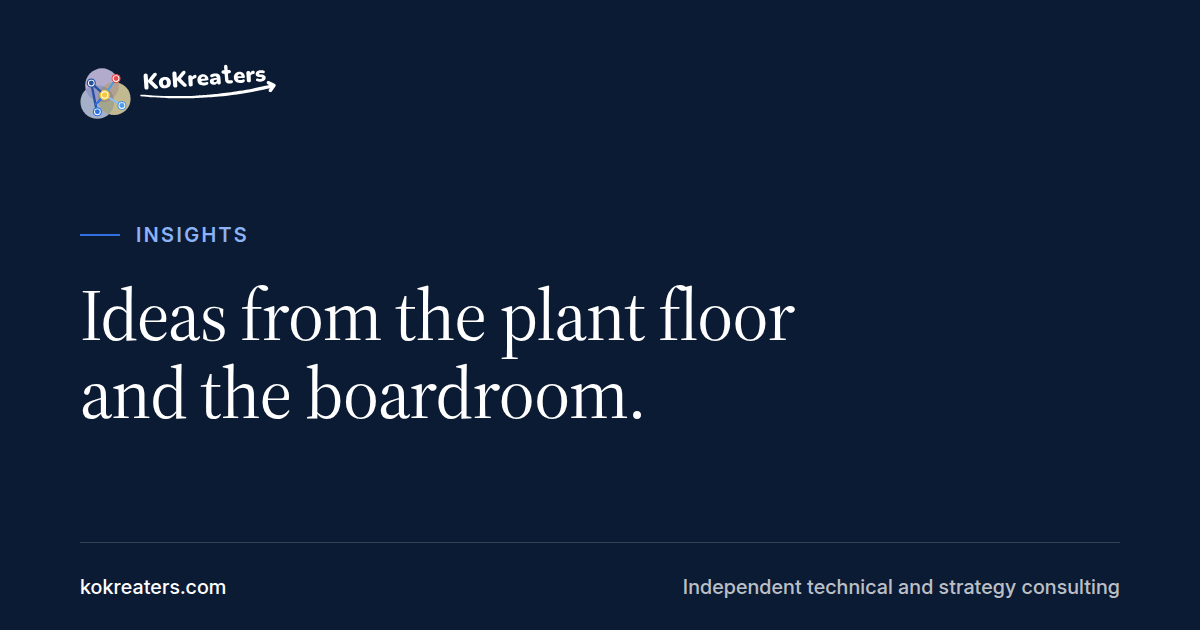 KoKreaters
INSIGHTS
Ideas from the plant floor
and the boardroom.
kokreaters.com
Independent technical and strategy consulting